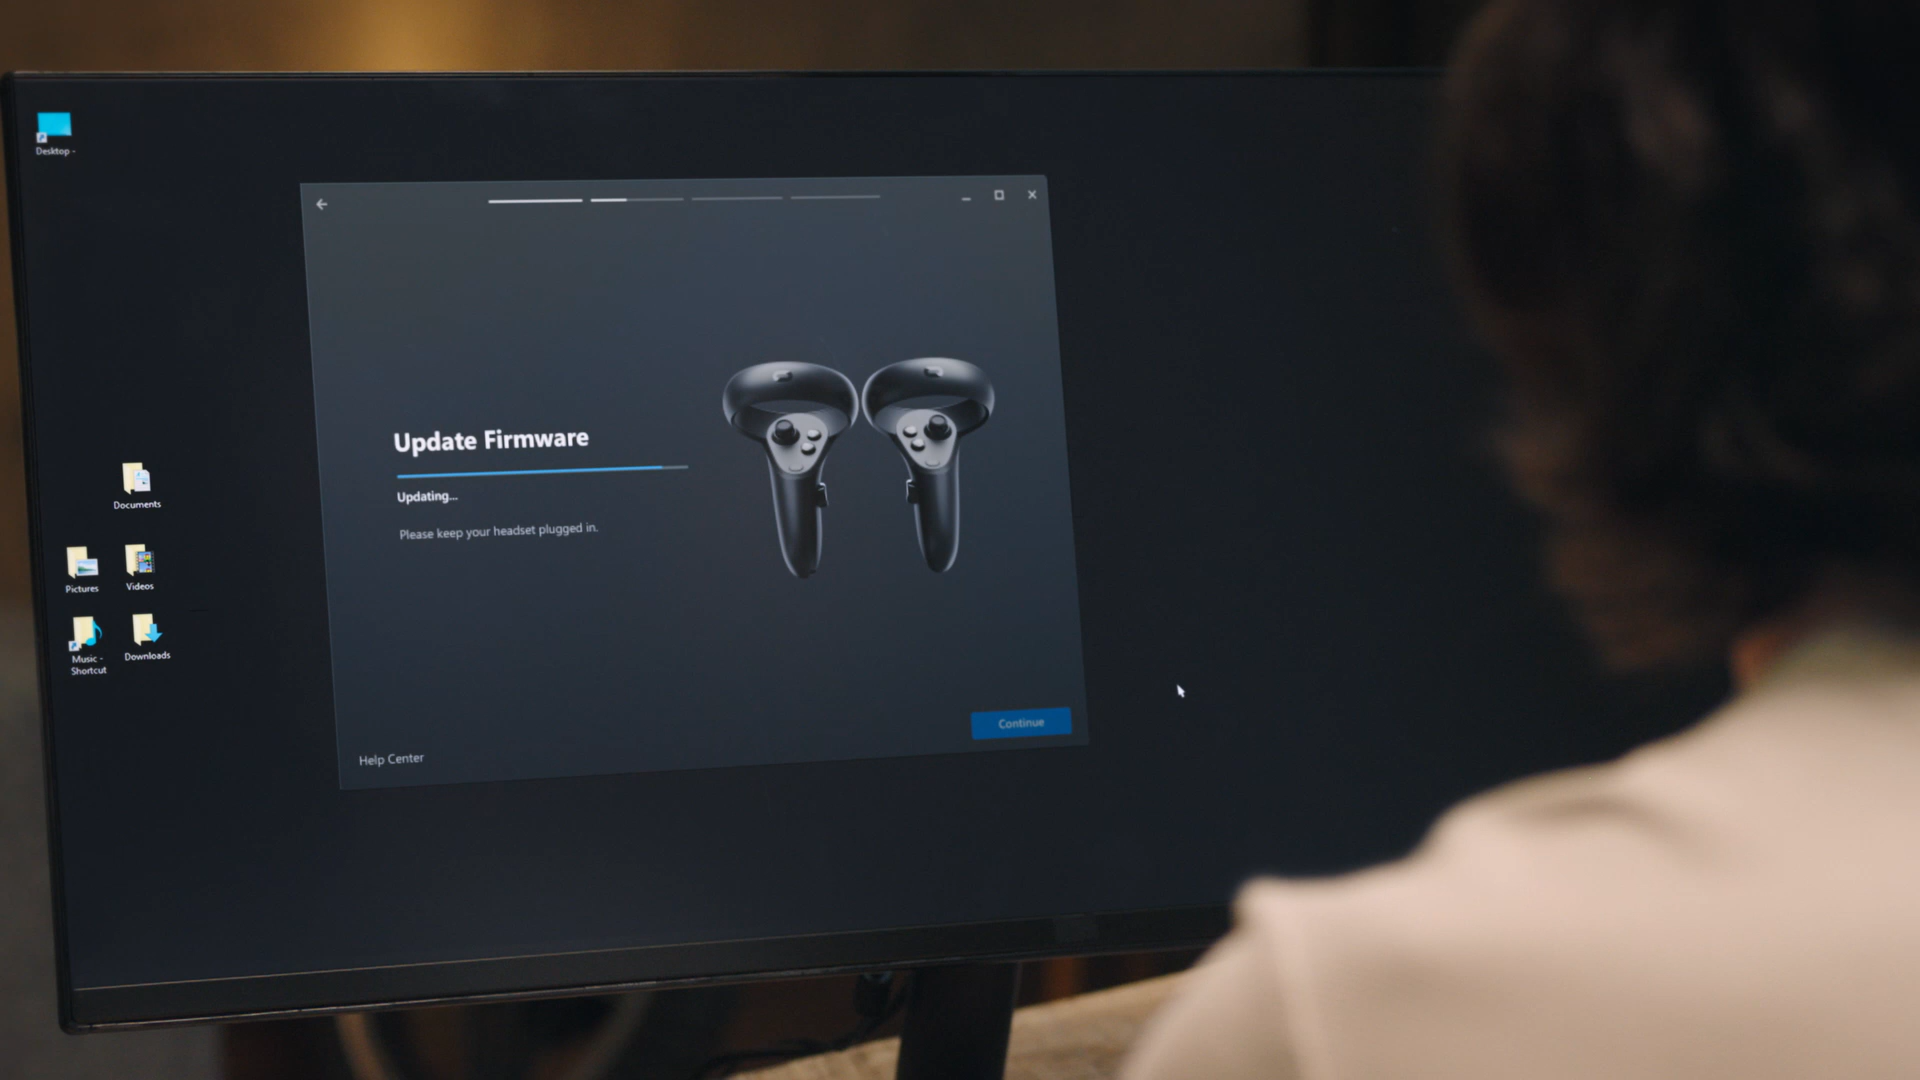 Desktop -
Update Firmware
Updating...
Please keep your headset plugged in.
Documents
Pictures
Videos
Music -
Shortcut
Downloads
Continue
Help Center